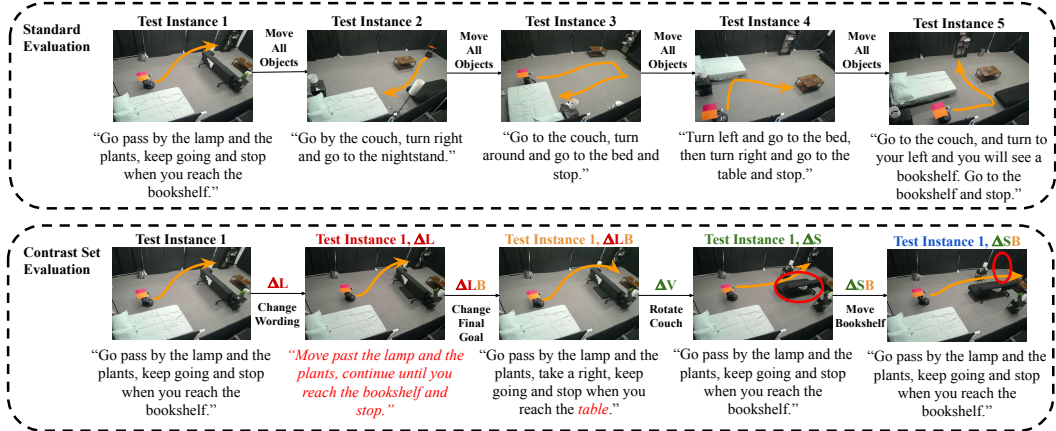 Standard
Evaluation
Test Instance 1
Move
All
Objects
Test Instance 2
Move
All
Objects
Test Instance 3
Move
All
Objects
Test Instance 4
Move
All
Objects
Test Instance 5
“Go pass by the lamp and the
plants, keep going and stop
when you reach the
bookshelf.”
“Go by the couch, turn right
and go to the nightstand.”
“Go to the couch, turn
around and go to the bed and
stop.”
“Turn left and go to the bed,
then turn right and go to the
table and stop.”
“Go to the couch, and turn to
your left and you will see a
bookshelf. Go to the
bookshelf and stop.”
Contrast Set
Evaluation
Test Instance 1
ΔL
Change
Wording
Test Instance 1, ΔL
ΔLB
Change
Final
Goal
Test Instance 1, ΔLB
ΔV
Rotate
Couch
Test Instance 1, ΔS
ΔSB
Move
Bookshelf
Test Instance 1, ΔSB
“Go pass by the lamp and the
plants, keep going and stop
when you reach the
bookshelf.”
“Move past the lamp and the
plants, continue until you
reach the bookshelf and
stop.”
“Go pass by the lamp and the
plants, take a right, keep
going and stop when you
reach the table.”
“Go pass by the lamp and the
plants, keep going and stop
when you reach the
bookshelf.”
“Go pass by the lamp and the
plants, keep going and stop
when you reach the
bookshelf.”